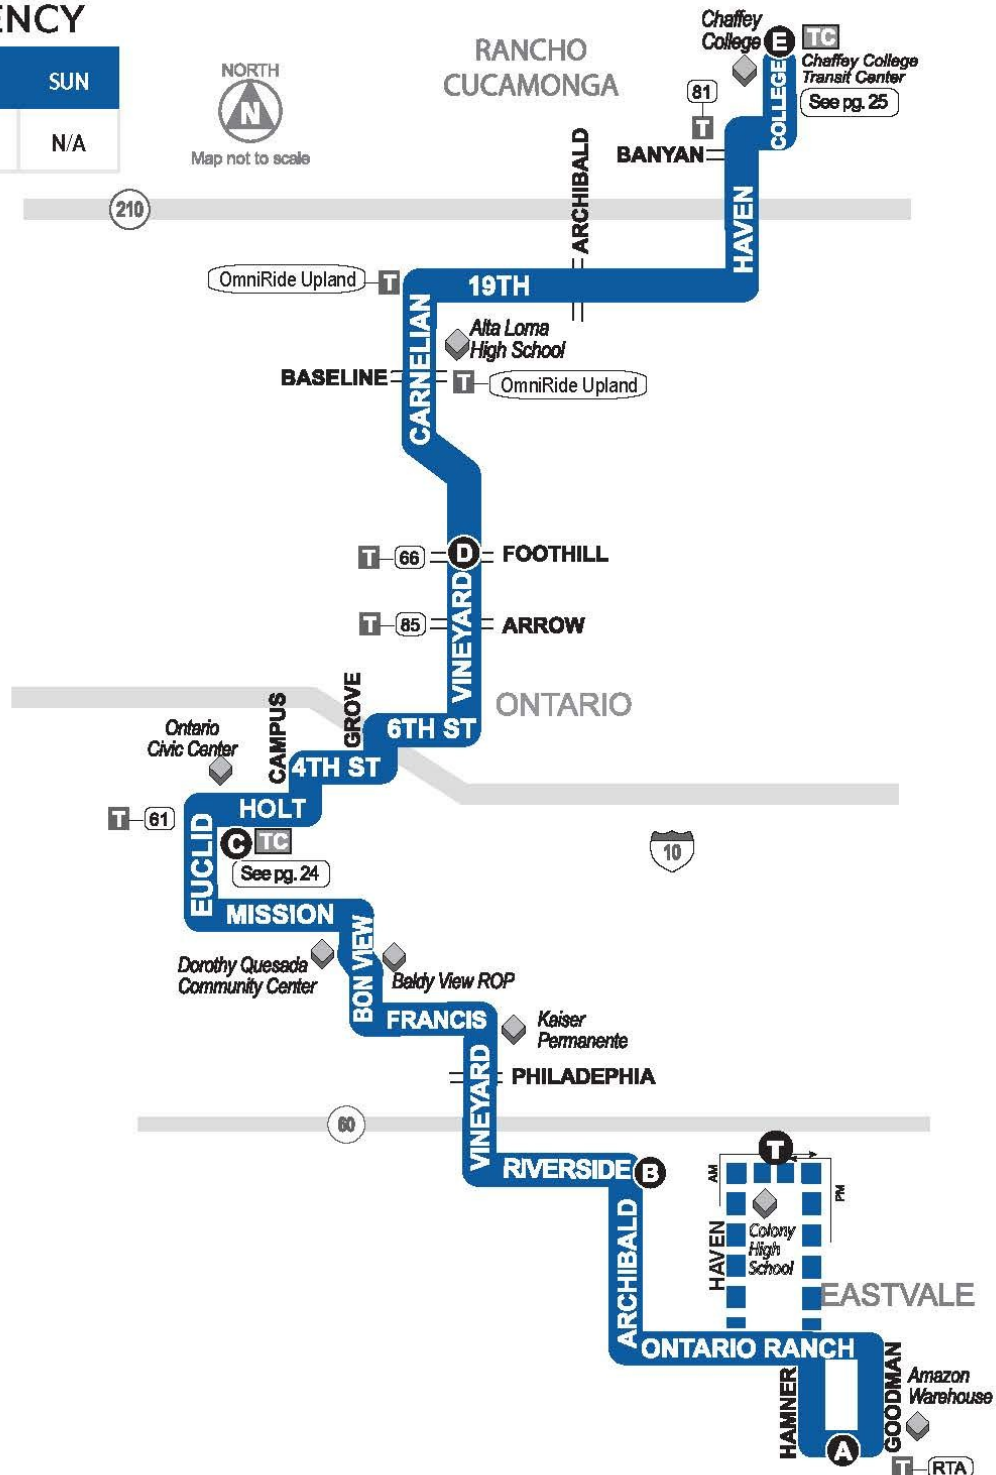 ENCY
SUN
N/A
NORTH
N
Map not to scale
RANCHO
CUCAMONGA
Chaffey
College
E
TC
Chaffey College
Transit Center
See pg. 25
COLLEGE
81
T
BANYAN
210
ARCHIBALD
HAVEN
OmniRide Upland
T
19TH
CARNELIAN
Alta Loma
High School
BASELINE
T
OmniRide Upland
T
66
D
FOOTHILL
T
85
ARROW
VINEYARD
ONTARIO
Ontario
Civic Center
CAMPUS
GROVE
6TH ST
4TH ST
HOLT
T
61
EUCLID
C
TC
See pg. 24
10
MISSION
BON VIEW
Dorothy Quesada
Community Center
Baldy View ROP
FRANCIS
Kaiser
Permanente
PHILADEPHIA
VINEYARD
60
RIVERSIDE
B
T
AM
PM
ARCHIBALD
HAVEN
Colony
High
School
EASTVALE
ONTARIO RANCH
HAMNER
GOODMAN
Amazon
Warehouse
A
T
RTA